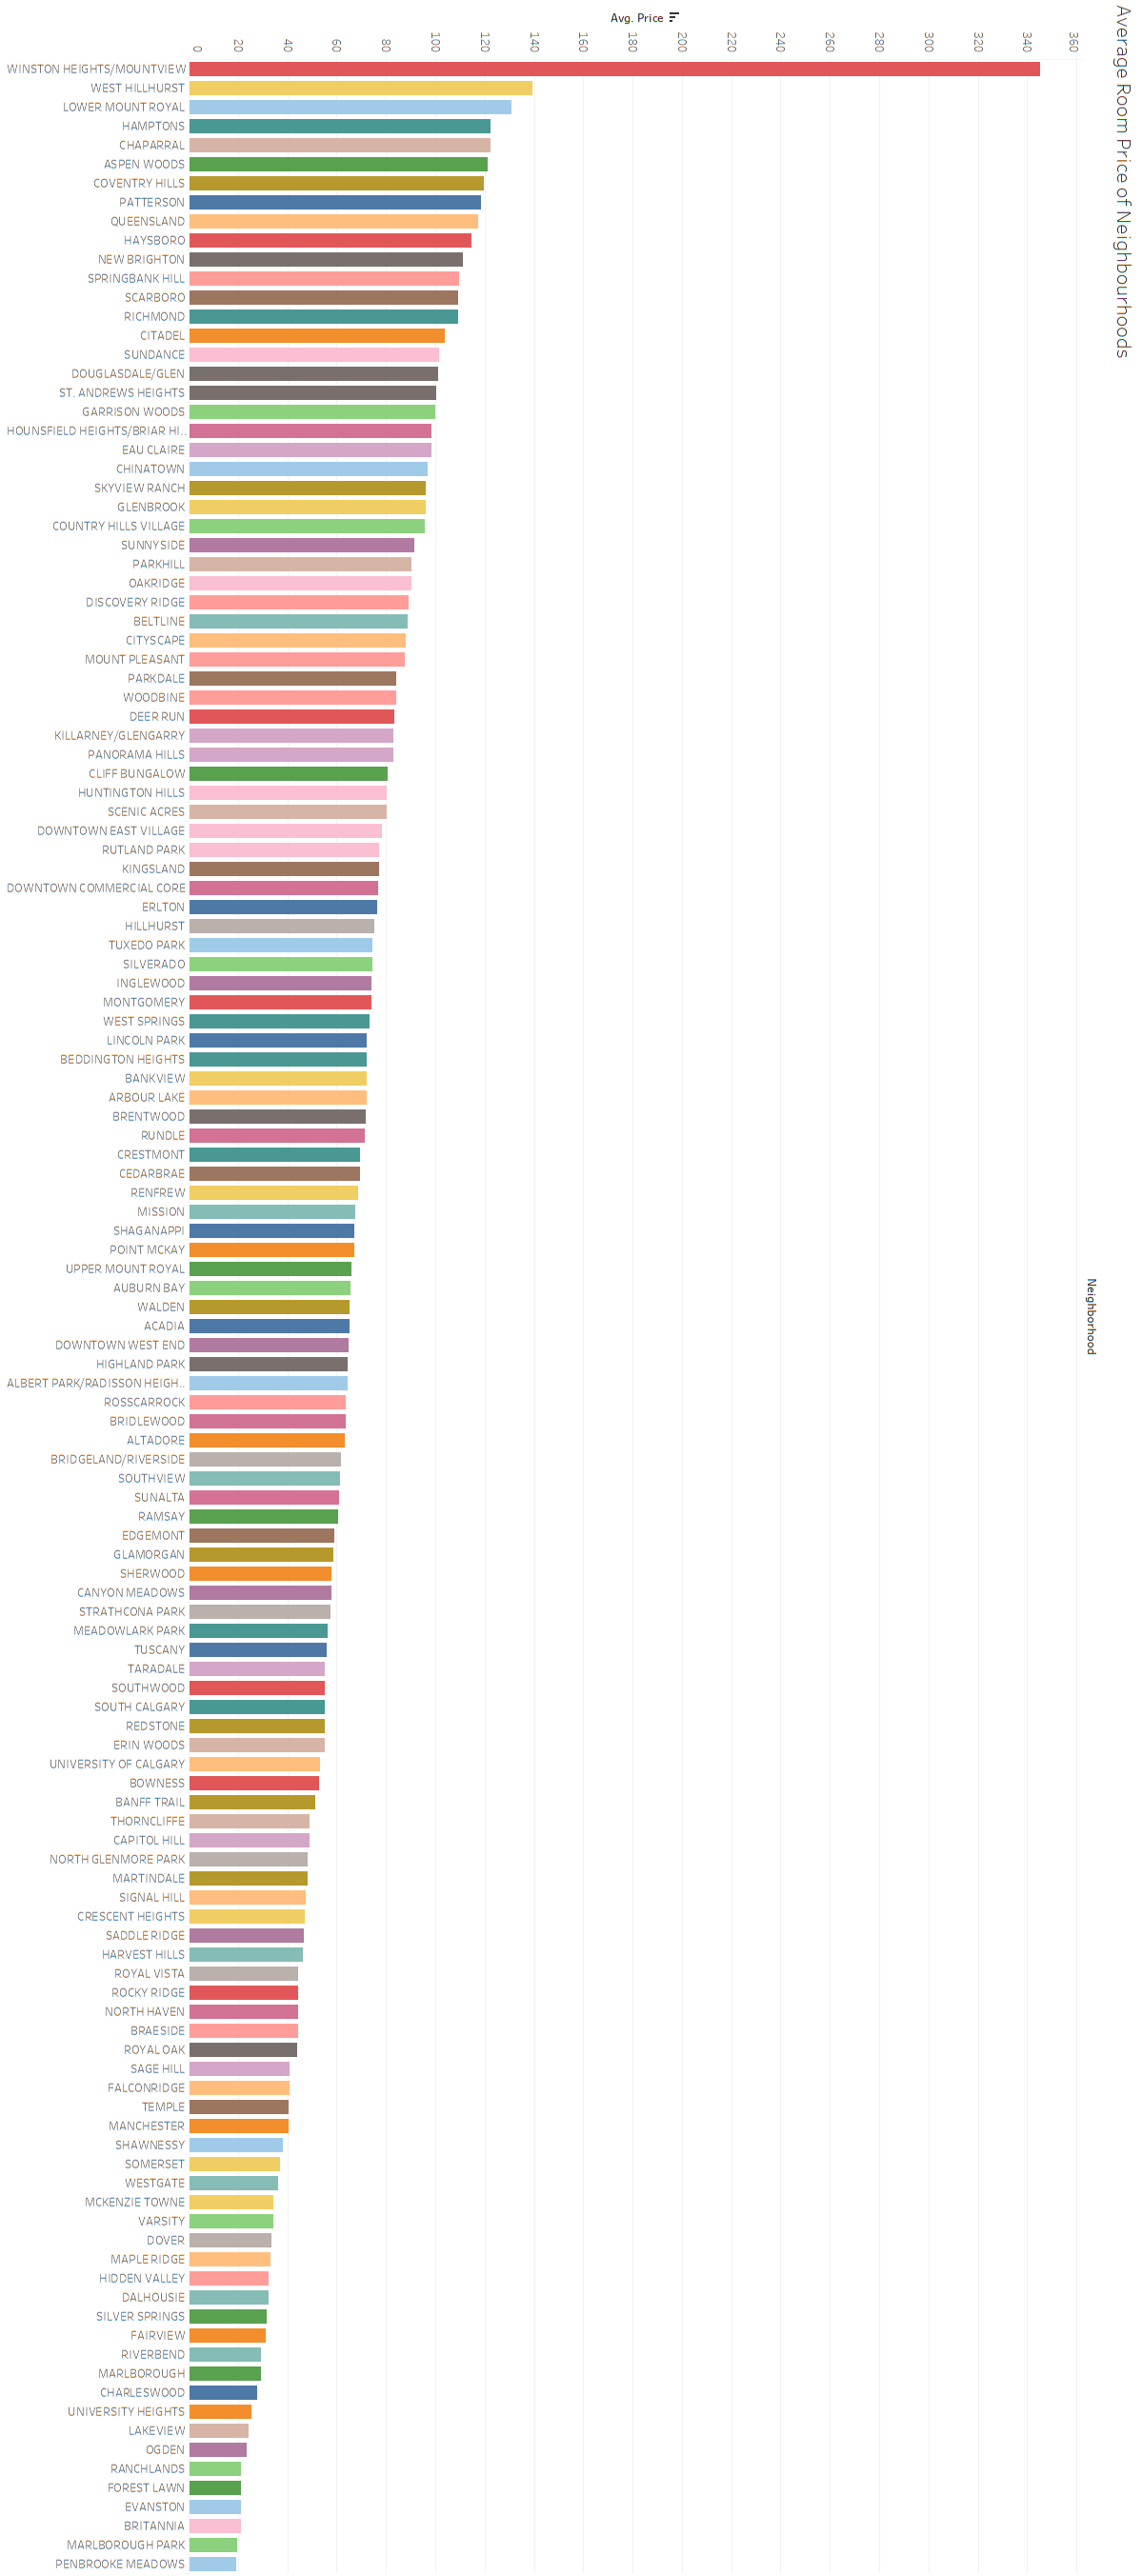 Average Room Price of Neighbourhoods
Avg. Price
0 20 40 60 80 100 120 140 160 180 200 220 240 260 280 300 320 340 360
Neighborhood
WINSTON HEIGHTS/MOUNTVIEW
WEST HILLHURST
LOWER MOUNT ROYAL
HAMPTONS
CHAPARRAL
ASPEN WOODS
COVENTRY HILLS
PATTERSON
QUEENSLAND
HAYSBORO
NEW BRIGHTON
SPRINGBANK HILL
SCARBORO
RICHMOND
CITADEL
SUNDANCE
DOUGLASDALE/GLEN
ST. ANDREWS HEIGHTS
GARRISON WOODS
HOUNSFIELD HEIGHTS/BRIAR HI..
EAU CLAIRE
CHINATOWN
SKYVIEW RANCH
GLENBROOK
COUNTRY HILLS VILLAGE
SUNNYSIDE
PARKHILL
OAKRIDGE
DISCOVERY RIDGE
BELTLINE
CITYSCAPE
MOUNT PLEASANT
PARKDALE
WOODBINE
DEER RUN
KILLARNEY/GLENGARRY
PANORAMA HILLS
CLIFF BUNGALOW
HUNTINGTON HILLS
SCENIC ACRES
DOWNTOWN EAST VILLAGE
RUTLAND PARK
KINGSLAND
DOWNTOWN COMMERCIAL CORE
ERLTON
HILLHURST
TUXEDO PARK
SILVERADO
INGLEWOOD
MONTGOMERY
WEST SPRINGS
LINCOLN PARK
BEDDINGTON HEIGHTS
BANKVIEW
ARBOUR LAKE
BRENTWOOD
RUNDLE
CRESTMONT
CEDARBRAE
RENFREW
MISSION
SHAGANAPPI
POINT MCKAY
UPPER MOUNT ROYAL
AUBURN BAY
WALDEN
ACADIA
DOWNTOWN WEST END
HIGHLAND PARK
ALBERT PARK/RADISSON HEIGH..
ROSSCARROCK
BRIDLEWOOD
ALTADORE
BRIDGELAND/RIVERSIDE
SOUTHVIEW
SUNALTA
RAMSAY
EDGEMONT
GLAMORGAN
SHERWOOD
CANYON MEADOWS
STRATHCONA PARK
MEADOWLARK PARK
TUSCANY
TARADALE
SOUTHWOOD
SOUTH CALGARY
REDSTONE
ERIN WOODS
UNIVERSITY OF CALGARY
BOWNESS
BANFF TRAIL
THORNCLIFFE
CAPITOL HILL
NORTH GLENMORE PARK
MARTINDALE
SIGNAL HILL
CRESCENT HEIGHTS
SADDLE RIDGE
HARVEST HILLS
ROYAL VISTA
ROCKY RIDGE
NORTH HAVEN
BRAESIDE
ROYAL OAK
SAGE HILL
FALCONRIDGE
TEMPLE
MANCHESTER
SHAWNESSY
SOMERSET
WESTGATE
MCKENZIE TOWNE
VARSITY
DOVER
MAPLE RIDGE
HIDDEN VALLEY
DALHOUSIE
SILVER SPRINGS
FAIRVIEW
RIVERBEND
MARLBOROUGH
CHARLESWOOD
UNIVERSITY HEIGHTS
LAKEVIEW
OGDEN
RANCHLANDS
FOREST LAWN
EVANSTON
BRITANNIA
MARLBOROUGH PARK
PENBROOKE MEADOWS